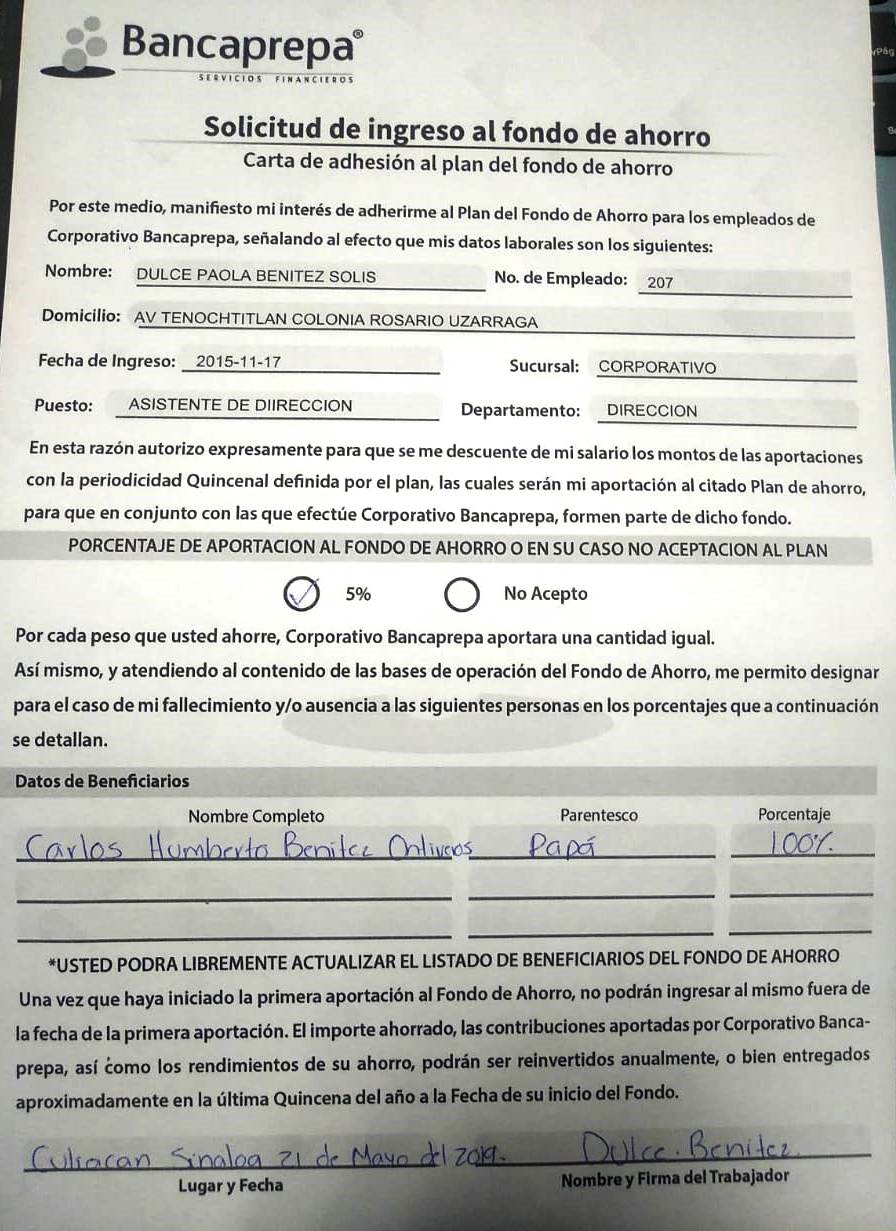 Bancaprepa®
SERVICIOS FINANCIEROS
Solicitud de ingreso al fondo de ahorro
Carta de adhesión al plan del fondo de ahorro
Por este medio, manifiesto mi interés de adherirme al Plan del Fondo de Ahorro para los empleados de
Corporativo Bancaprepa, señalando al efecto que mis datos laborales son los siguientes:
Nombre: DULCE PAOLA BENITEZ SOLIS No. de Empleado: 207
Domicilio: AV TENOCHTITLAN COLONIA ROSARIO UZARRAGA
Fecha de Ingreso: 2015-11-17 Sucursal: CORPORATIVO
Puesto: ASISTENTE DE DIIRECCION Departamento: DIRECCION
En esta razón autorizo expresamente para que se me descuente de mi salario los montos de las aportaciones
con la periodicidad Quincenal definida por el plan, las cuales serán mi aportación al citado Plan de ahorro,
para que en conjunto con las que efectúe Corporativo Bancaprepa, formen parte de dicho fondo.
PORCENTAJE DE APORTACION AL FONDO DE AHORRO O EN SU CASO NO ACEPTACION AL PLAN
5% No Acepto
Por cada peso que usted ahorre, Corporativo Bancaprepa aportara una cantidad igual.
Así mismo, y atendiendo al contenido de las bases de operación del Fondo de Ahorro, me permito designar
para el caso de mi fallecimiento y/o ausencia a las siguientes personas en los porcentajes que a continuación
se detallan.
Datos de Beneficiarios
Nombre Completo Parentesco Porcentaje
Carlos Humberto Benitez Ontiveros Papá 100%
*USTED PODRA LIBREMENTE ACTUALIZAR EL LISTADO DE BENEFICIARIOS DEL FONDO DE AHORRO
Una vez que haya iniciado la primera aportación al Fondo de Ahorro, no podrán ingresar al mismo fuera de
la fecha de la primera aportación. El importe ahorrado, las contribuciones aportadas por Corporativo Banca-
prepa, así como los rendimientos de su ahorro, podrán ser reinvertidos anualmente, o bien entregados
aproximadamente en la última Quincena del año a la Fecha de su inicio del Fondo.
Culiacan Sinaloa 21 de Mayo del 2019. Dulce. Benitez.
Lugar y Fecha Nombre y Firma del Trabajador